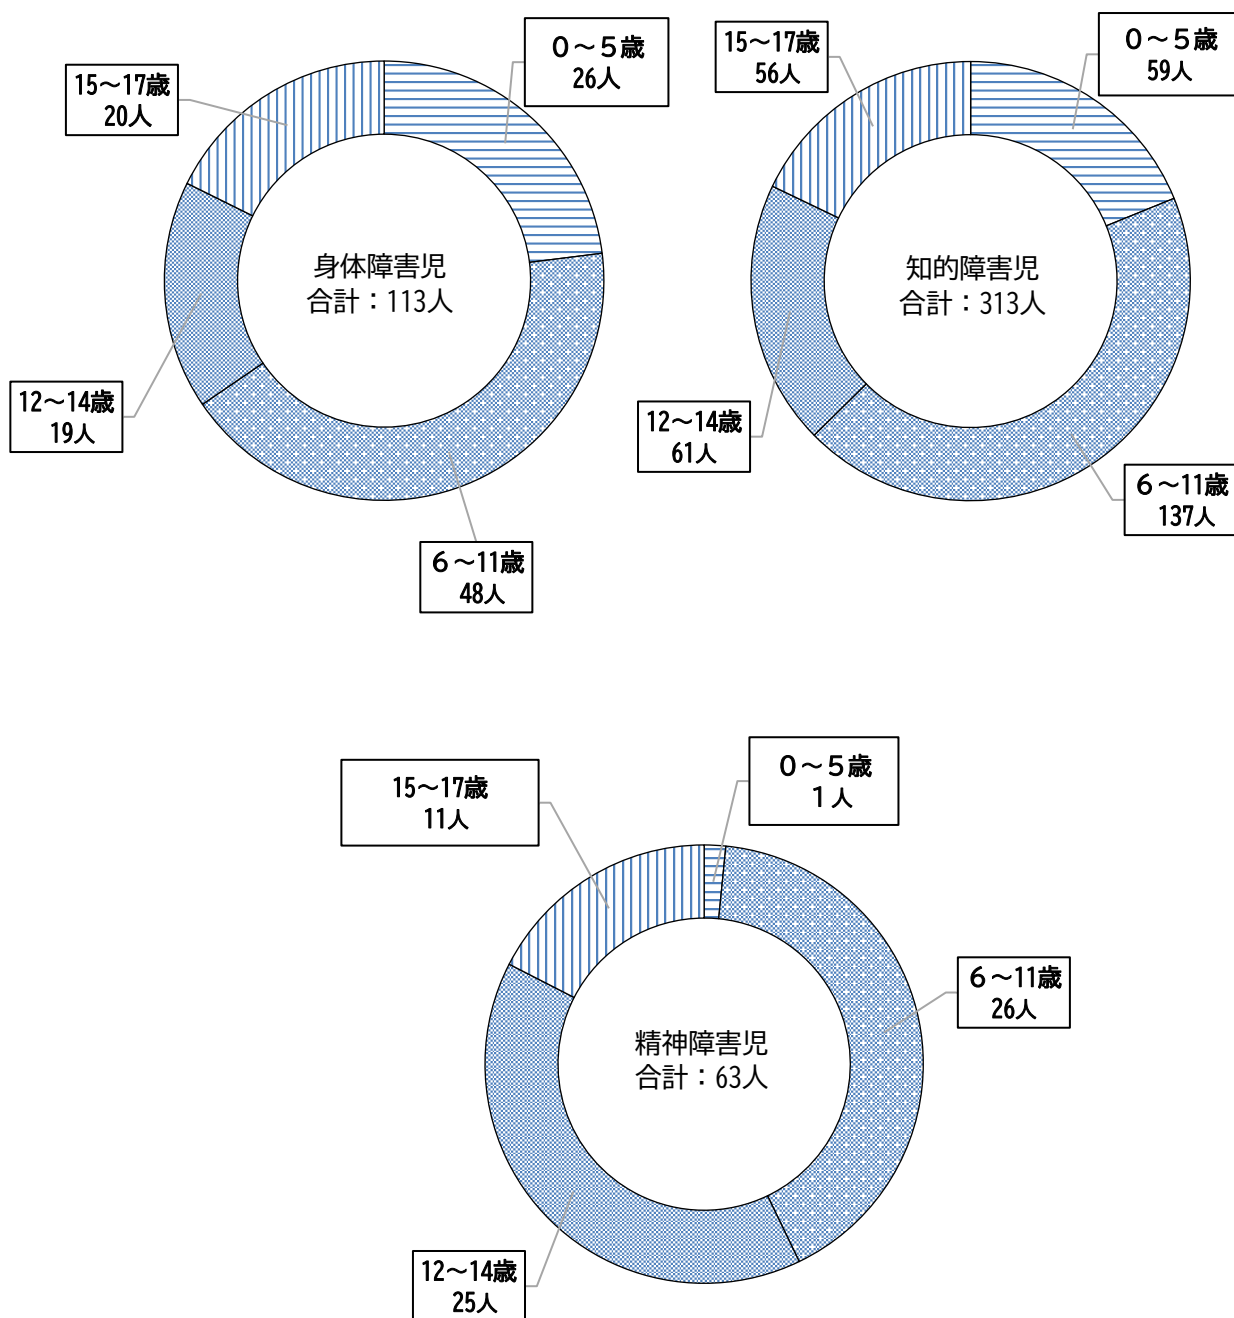 ０～５歳
26人
15～17歳
20人
身体障害児
合計：113人
12～14歳
19人
６～11歳
48人
15～17歳
56人
０～５歳
59人
知的障害児
合計：313人
12～14歳
61人
６～11歳
137人
15～17歳
11人
０～５歳
１人
６～11歳
26人
精神障害児
合計：63人
12～14歳
25人